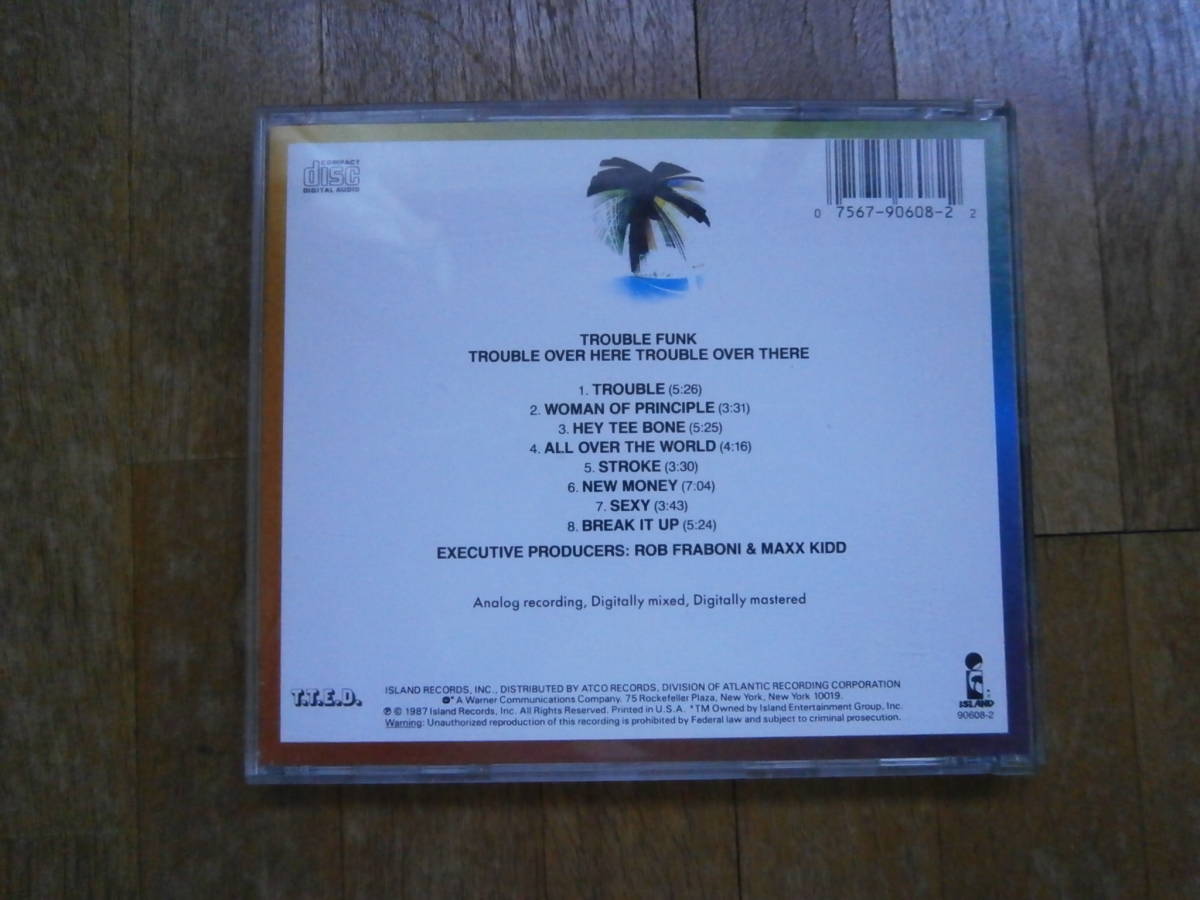 COMPACT
disc
DIGITAL AUDIO
0 7567-90608-2 2
TROUBLE FUNK
TROUBLE OVER HERE TROUBLE OVER THERE
1. TROUBLE (5:26)
2. WOMAN OF PRINCIPLE (3:31)
3. HEY TEE BONE (5:25)
4. ALL OVER THE WORLD (4:16)
5. STROKE (3:30)
6. NEW MONEY (7:04)
7. SEXY (3:43)
8. BREAK IT UP (5:24)
EXECUTIVE PRODUCERS: ROB FRABONI & MAXX KIDD
Analog recording, Digitally mixed, Digitally mastered
T.T.E.D.
ISLAND RECORDS, INC., DISTRIBUTED BY ATCO RECORDS, DIVISION OF ATLANTIC RECORDING CORPORATION
A Warner Communications Company. 75 Rockefeller Plaza, New York, New York 10019.
℗ © 1987 Island Records, Inc. All Rights Reserved. Printed in U.S.A. *TM Owned by Island Entertainment Group, Inc.
Warning: Unauthorized reproduction of this recording is prohibited by Federal law and subject to criminal prosecution.
ISLAND
90608-2